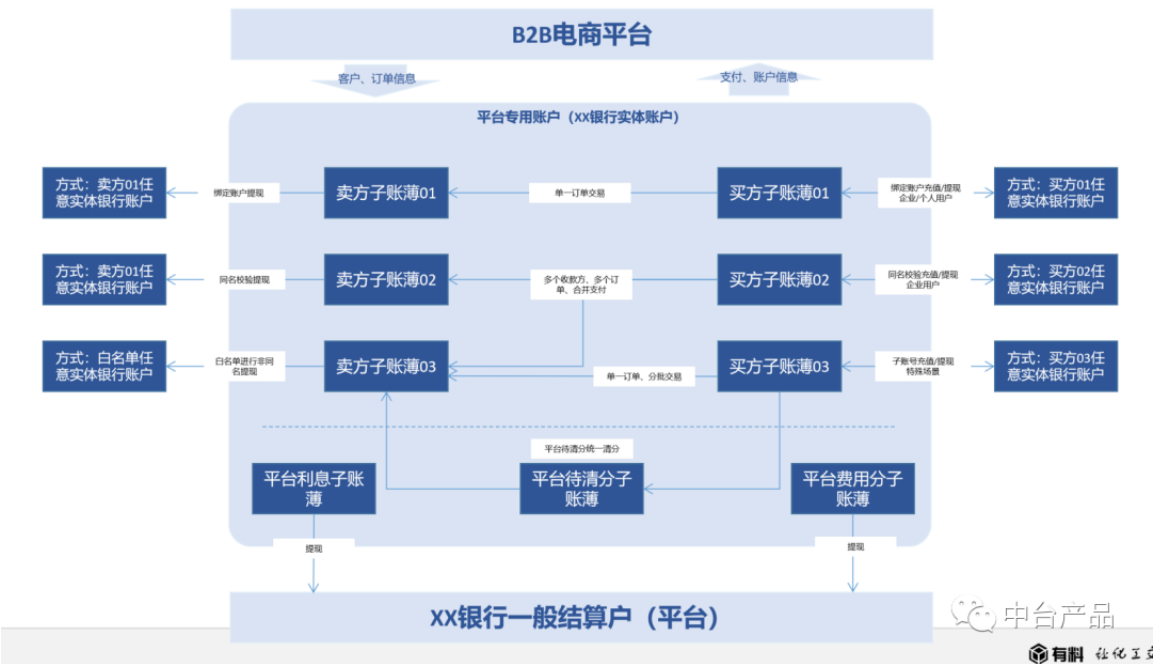 B2B电商平台
客户、订单信息
支付、账户信息
平台专用账户（XX银行实体账户）
方式：卖方01任
意实体银行账户
绑定账户提现
卖方子账薄01
单一订单交易
买方子账薄01
绑定账户充值/提现
企业/个人用户
方式：买方01任
意实体银行账户
方式：卖方01任
意实体银行账户
同名校验提现
卖方子账薄02
多个收款方、多个订
单、合并支付
买方子账薄02
同名校验充值/提现
企业用户
方式：买方02任
意实体银行账户
方式：白名单任
意实体银行账户
白名单进行非同
名提现
卖方子账薄03
单一订单、分批交易
买方子账薄03
子账号充值/提现
特殊场景
方式：买方03任
意实体银行账户
平台待清分统一清分
平台利息子账
薄
平台待清分子
账薄
平台费用分子
账薄
提现
提现
XX银行一般结算户（平台）
中台产品
有料